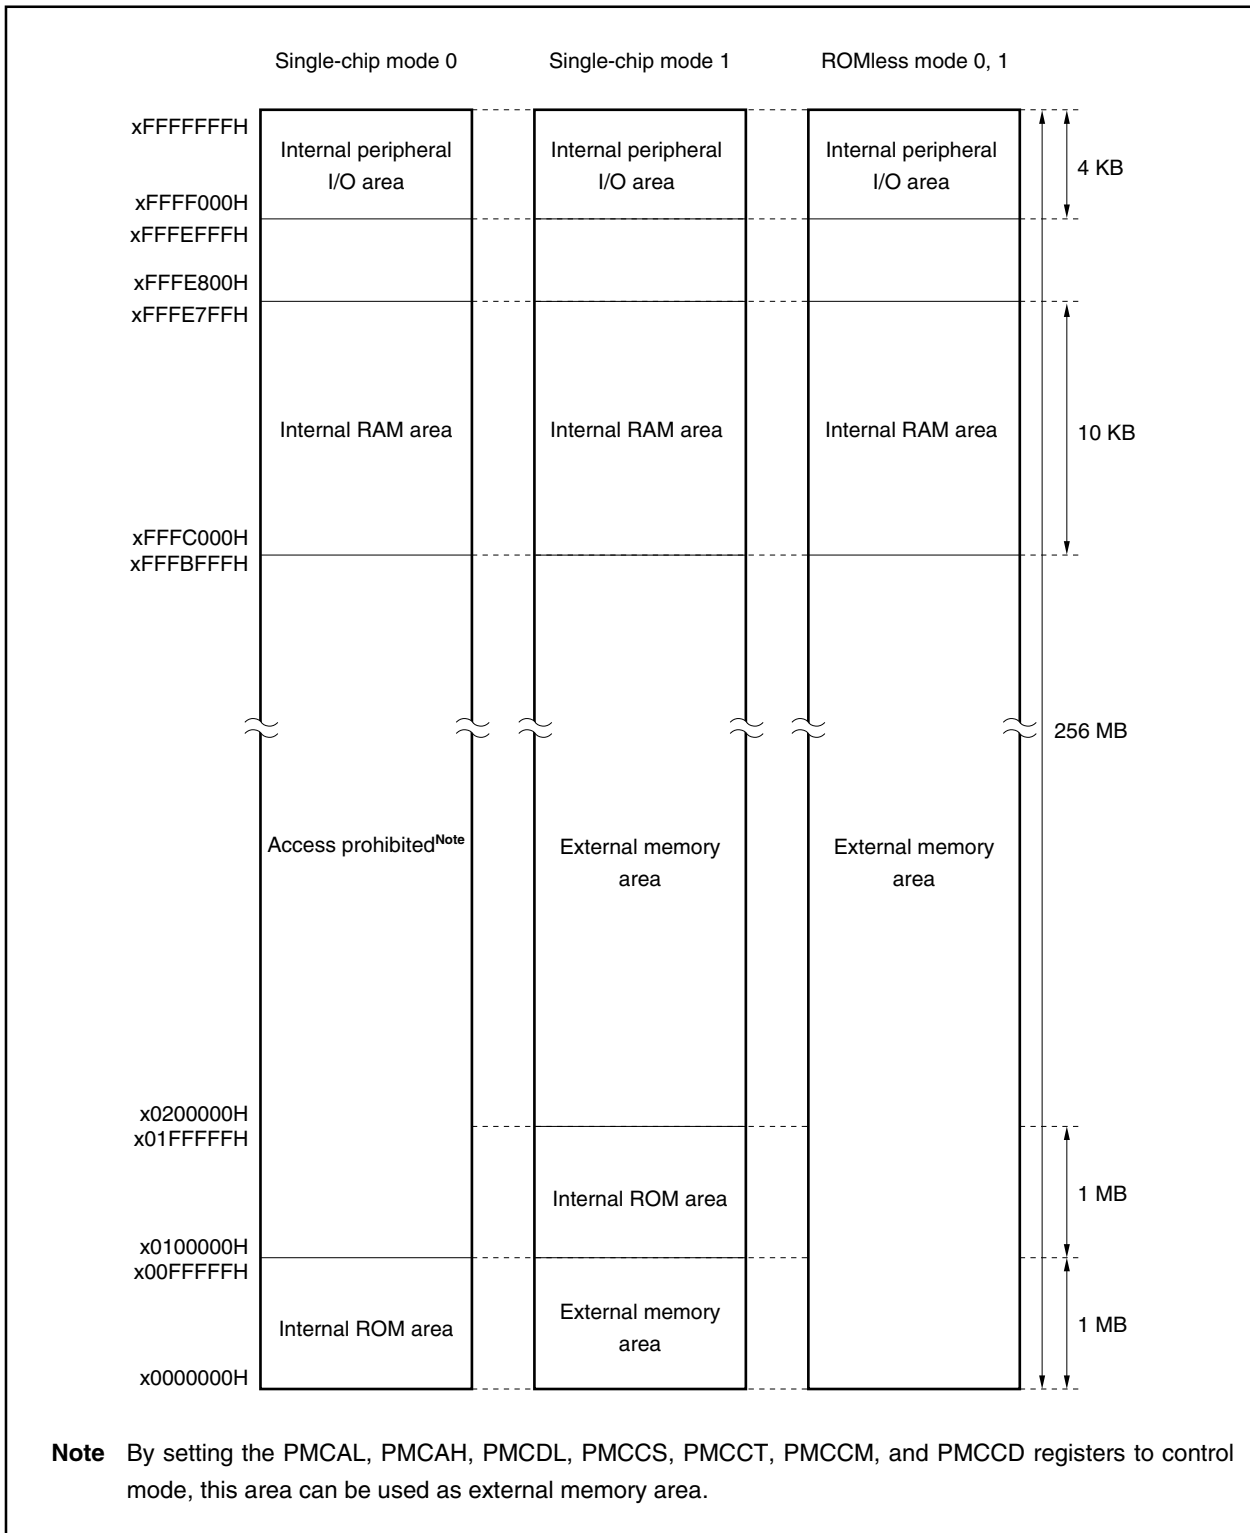 Single-chip mode 0 Single-chip mode 1 ROMless mode 0, 1
xFFFFFFFH
Internal peripheral
I/O area
Internal peripheral
I/O area
Internal peripheral
I/O area
4 KB
xFFFF000H
xFFFEFFFH
xFFFE800H
xFFFE7FFH
Internal RAM area Internal RAM area Internal RAM area 10 KB
xFFFC000H
xFFFBFFFH
256 MB
Access prohibitedNote
External memory
area
External memory
area
x0200000H
x01FFFFFH
Internal ROM area 1 MB
x0100000H
x00FFFFFH
Internal ROM area
External memory
area
1 MB
x0000000H
Note By setting the PMCAL, PMCAH, PMCDL, PMCCS, PMCCT, PMCCM, and PMCCD registers to control
mode, this area can be used as external memory area.